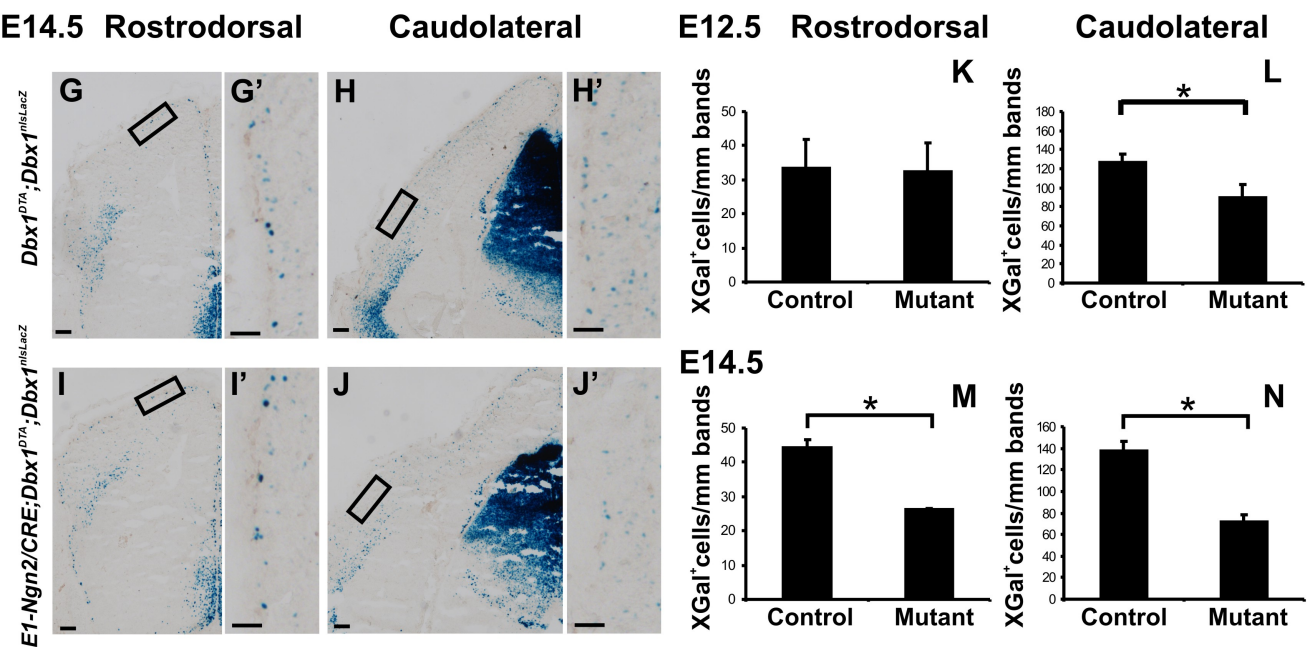 E14.5 Rostrodorsal Caudolateral E12.5 Rostrodorsal Caudolateral
Dbx1DTA;Dbx1nlsLacZ
G G’ H H’
E1-Ngn2/CRE;Dbx1DTA;Dbx1nlsLacZ
I I’ J J’
K
XGal+cells/mm bands
50
40
30
20
10
0
Control Mutant
L
*
XGal+cells/mm bands
180
160
140
120
100
80
60
40
20
0
Control Mutant
E14.5
M
*
XGal+cells/mm bands
50
40
30
20
10
0
Control Mutant
N
*
XGal+cells/mm bands
160
140
120
100
80
60
40
20
0
Control Mutant